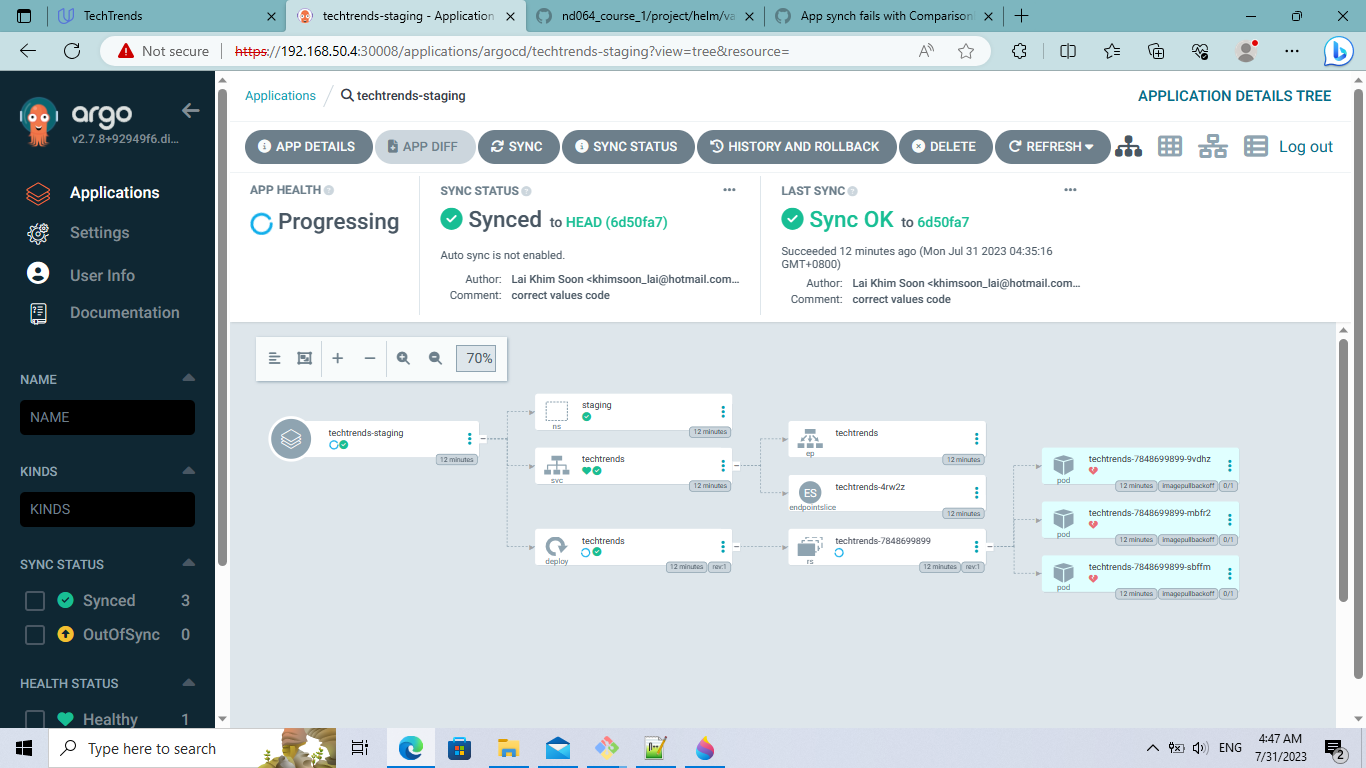 TechTrends
techtrends-staging - Application
nd064_course_1/project/helm/va
App synch fails with Comparison
Not secure
https://192.168.50.4:30008/applications/argocd/techtrends-staging?view=tree&resource=
argo
v2.7.8+92949f6.di...
Applications
Settings
User Info
Documentation
NAME
NAME
KINDS
KINDS
SYNC STATUS
Synced 3
OutOfSync 0
HEALTH STATUS
Healthy 1
Applications
techtrends-staging
APPLICATION DETAILS TREE
APP DETAILS
APP DIFF
SYNC
SYNC STATUS
HISTORY AND ROLLBACK
DELETE
REFRESH
Log out
APP HEALTH
Progressing
SYNC STATUS
Synced to HEAD (6d50fa7)
Auto sync is not enabled.
Author: Lai Khim Soon <khimsoon_lai@hotmail.com...
Comment: correct values code
LAST SYNC
Sync OK to 6d50fa7
Succeeded 12 minutes ago (Mon Jul 31 2023 04:35:16
GMT+0800)
Author: Lai Khim Soon <khimsoon_lai@hotmail.com...
Comment: correct values code
70%
techtrends-staging
12 minutes
staging
ns
12 minutes
techtrends
svc
12 minutes
techtrends
deploy
12 minutes rev:1
techtrends
ep
12 minutes
ES
techtrends-4rw2z
endpointslice
12 minutes
techtrends-7848699899
rs
12 minutes rev:1
techtrends-7848699899-9vdhz
pod
12 minutes imagepullbackoff 0/1
techtrends-7848699899-mbfr2
pod
12 minutes imagepullbackoff 0/1
techtrends-7848699899-sbffm
pod
12 minutes imagepullbackoff 0/1
Type here to search
ENG
4:47 AM
7/31/2023
2